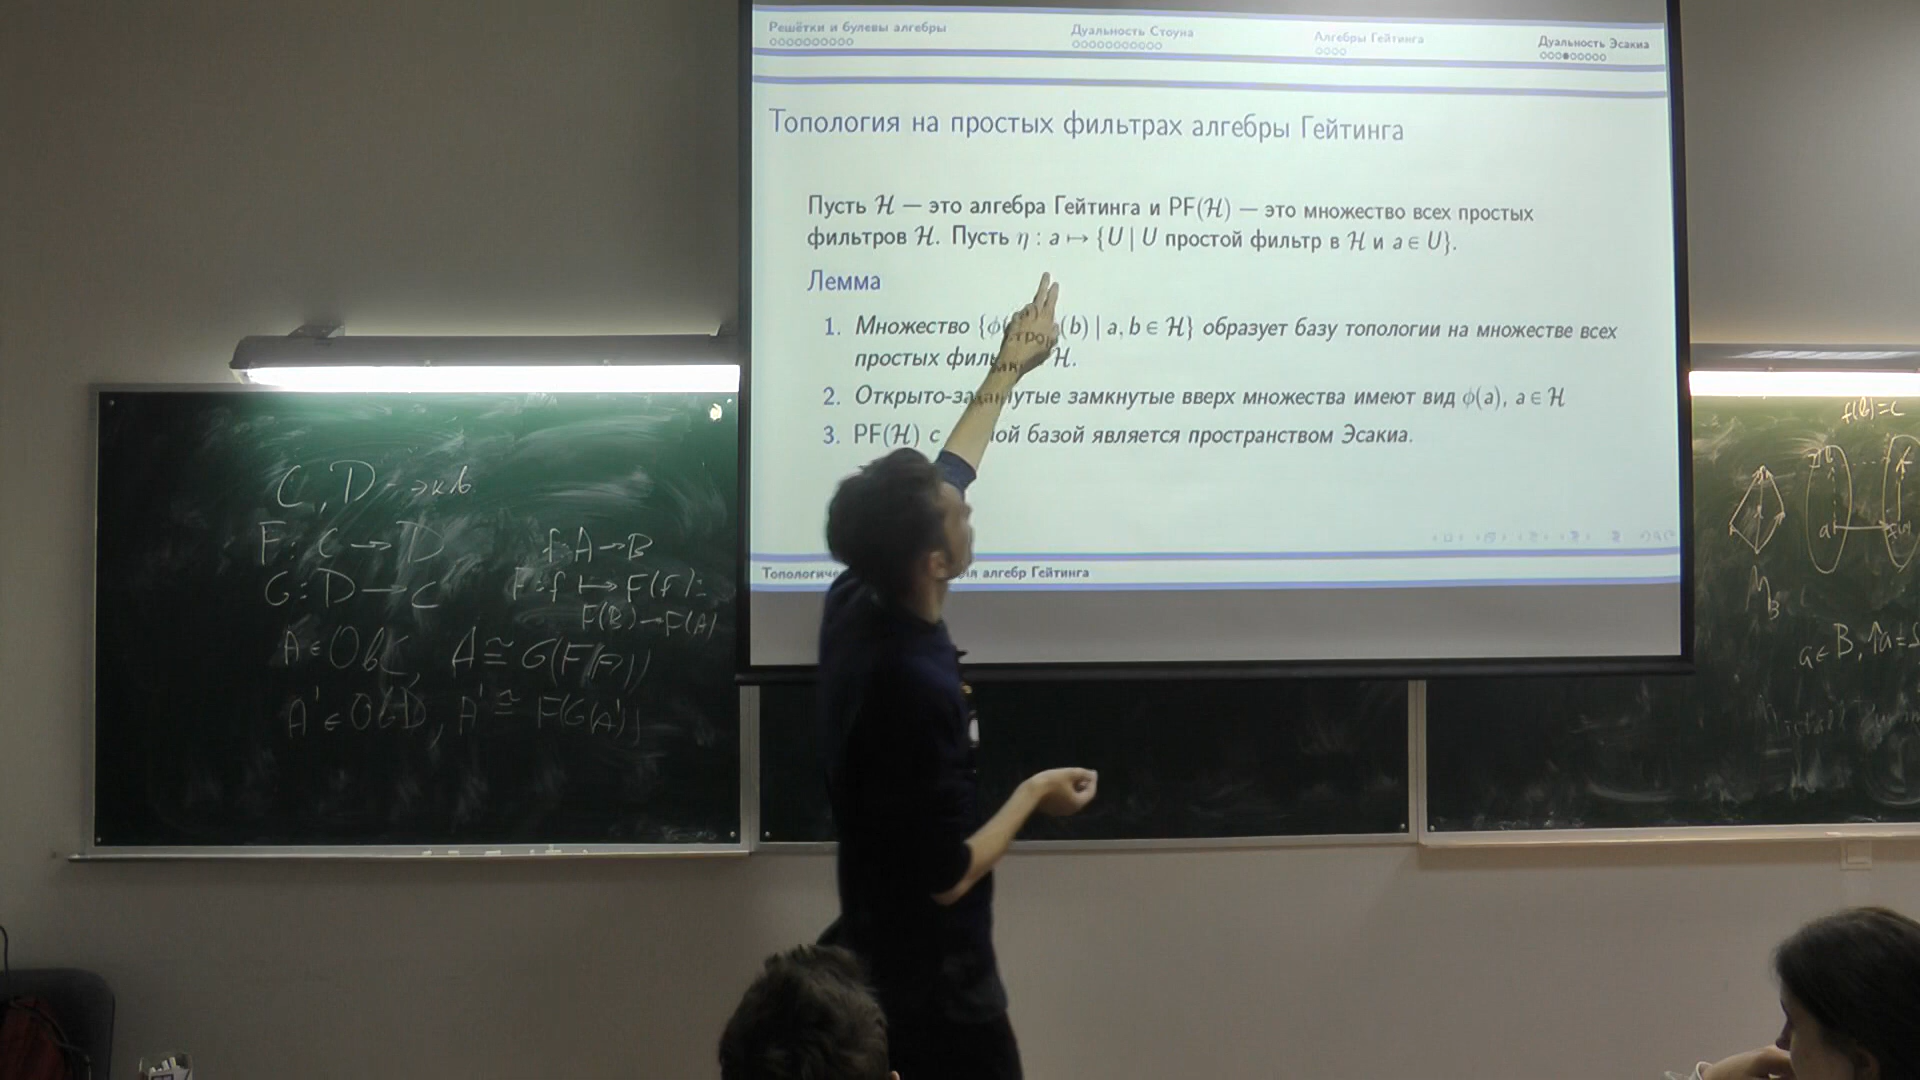 Решётки и булевы алгебры
Дуальность Стоуна
Алгебры Гейтинга
Дуальность Эсакиа
Топология на простых фильтрах алгебры Гейтинга
Пусть ℋ — это алгебра Гейтинга и PF(ℋ) — это множество всех простых
фильтров ℋ. Пусть η : a ↦ {U | U простой фильтр в ℋ и a ∈ U}.
Лемма
1. Множество {ϕ (b) | a, b ∈ ℋ} образует базу топологии на множестве всех
простых ℋ.
2. замкнутые вверх множества имеют вид ϕ(a), a ∈ ℋ
3. PF(ℋ) с базой является пространством Эсакиа.
алгебр Гейтинга
C, D - экв.
F: C → D
f: A → B
G: D → C
F: f ↦ F(f):
F(B) → F(A)
A ∈ Ob C, A ≅ G(F(A))
A' ∈ Ob D, A' ≅ F(G(A'))
f(b)=c
a
M₃
a ∈ B, ↑a =